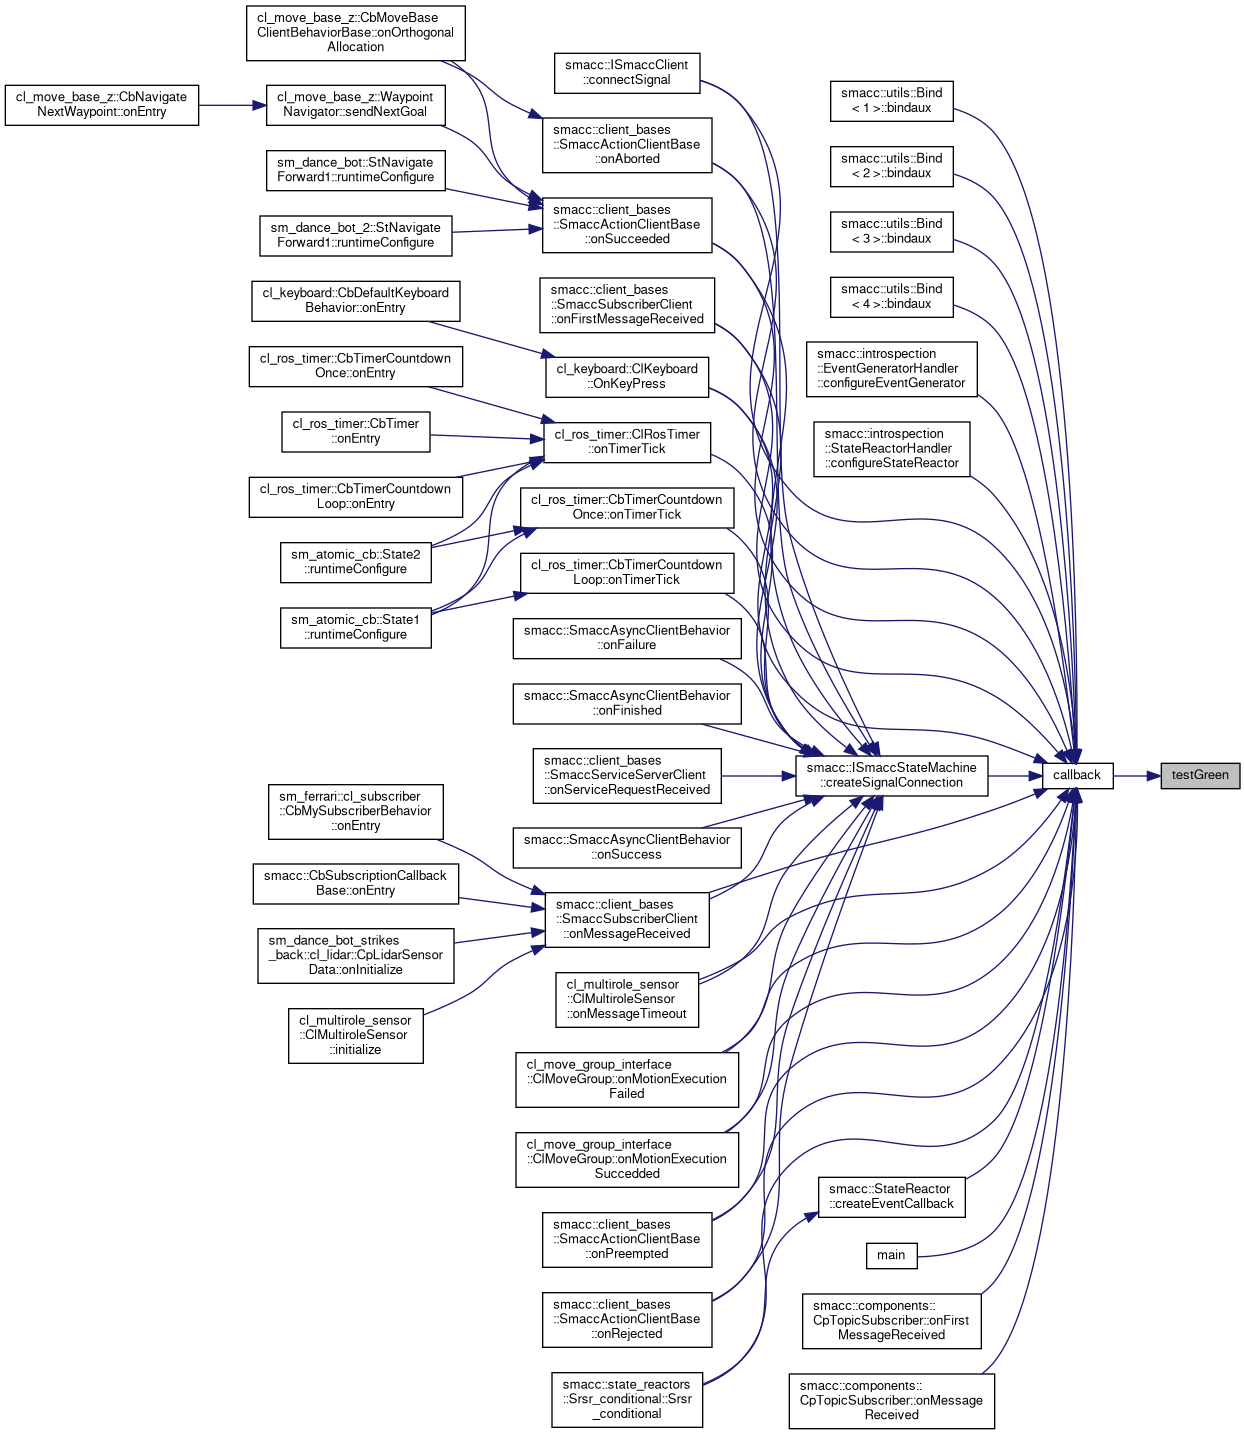 cl_move_base_z::CbMoveBase
ClientBehaviorBase::onOrthogonal
Allocation
cl_move_base_z::CbNavigate
NextWaypoint::onEntry
cl_move_base_z::Waypoint
Navigator::sendNextGoal
sm_dance_bot::StNavigate
Forward1::runtimeConfigure
sm_dance_bot_2::StNavigate
Forward1::runtimeConfigure
cl_keyboard::CbDefaultKeyboard
Behavior::onEntry
cl_ros_timer::CbTimerCountdown
Once::onEntry
cl_ros_timer::CbTimer
::onEntry
cl_ros_timer::CbTimerCountdown
Loop::onEntry
sm_atomic_cb::State2
::runtimeConfigure
sm_atomic_cb::State1
::runtimeConfigure
sm_ferrari::cl_subscriber
::CbMySubscriberBehavior
::onEntry
smacc::CbSubscriptionCallback
Base::onEntry
sm_dance_bot_strikes
_back::cl_lidar::CpLidarSensor
Data::onInitialize
cl_multirole_sensor
::ClMultiroleSensor
::initialize
smacc::ISmaccClient
::connectSignal
smacc::client_bases
::SmaccActionClientBase
::onAborted
smacc::client_bases
::SmaccActionClientBase
::onSucceeded
smacc::client_bases
::SmaccSubscriberClient
::onFirstMessageReceived
cl_keyboard::ClKeyboard
::OnKeyPress
cl_ros_timer::ClRosTimer
::onTimerTick
cl_ros_timer::CbTimerCountdown
Once::onTimerTick
cl_ros_timer::CbTimerCountdown
Loop::onTimerTick
smacc::SmaccAsyncClientBehavior
::onFailure
smacc::SmaccAsyncClientBehavior
::onFinished
smacc::client_bases
::SmaccServiceServerClient
::onServiceRequestReceived
smacc::SmaccAsyncClientBehavior
::onSuccess
smacc::client_bases
::SmaccSubscriberClient
::onMessageReceived
cl_multirole_sensor
::ClMultiroleSensor
::onMessageTimeout
cl_move_group_interface
::ClMoveGroup::onMotionExecution
Failed
cl_move_group_interface
::ClMoveGroup::onMotionExecution
Succedded
smacc::client_bases
::SmaccActionClientBase
::onPreempted
smacc::client_bases
::SmaccActionClientBase
::onRejected
smacc::state_reactors
::Srsr_conditional::Srsr
_conditional
smacc::utils::Bind
< 1 >::bindaux
smacc::utils::Bind
< 2 >::bindaux
smacc::utils::Bind
< 3 >::bindaux
smacc::utils::Bind
< 4 >::bindaux
smacc::introspection
::EventGeneratorHandler
::configureEventGenerator
smacc::introspection
::StateReactorHandler
::configureStateReactor
smacc::ISmaccStateMachine
::createSignalConnection
smacc::StateReactor
::createEventCallback
main
smacc::components::
CpTopicSubscriber::onFirst
MessageReceived
smacc::components::
CpTopicSubscriber::onMessage
Received
callback
testGreen